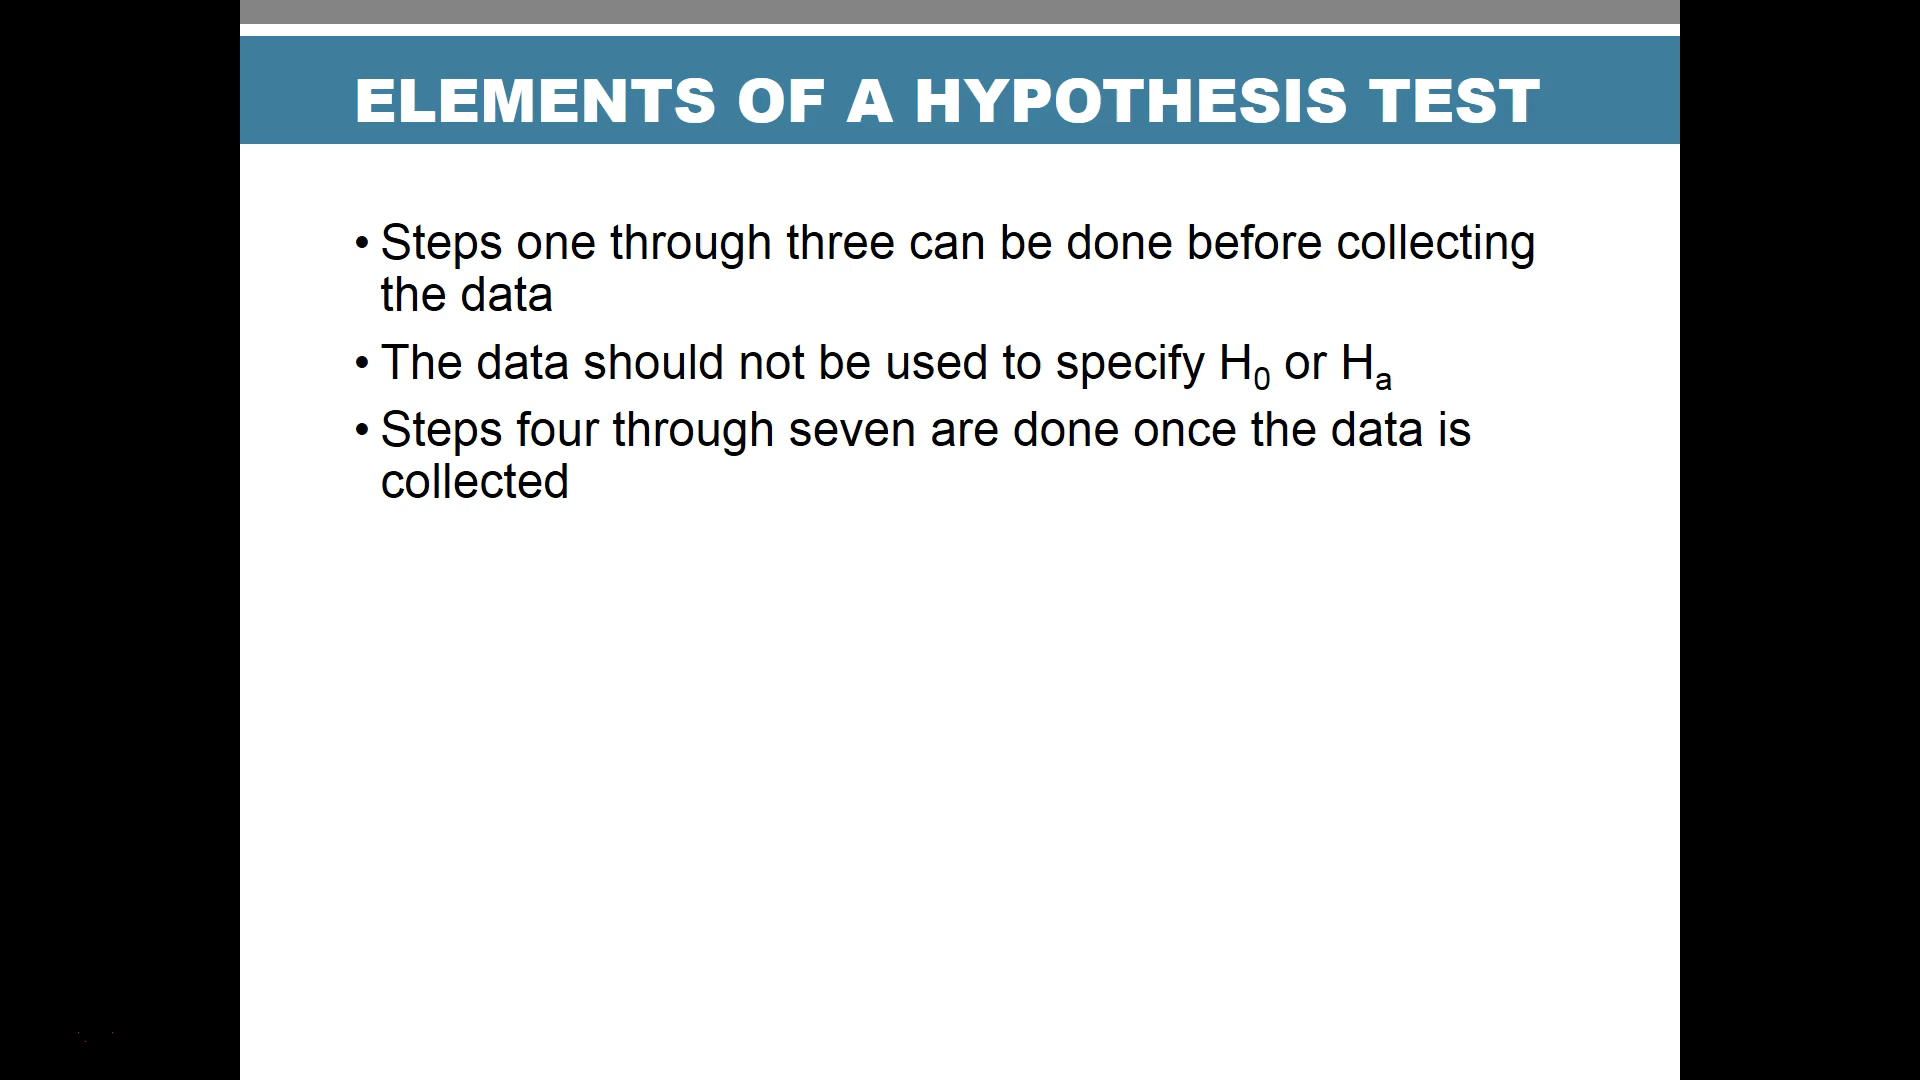 ELEMENTS OF A HYPOTHESIS TEST
• Steps one through three can be done before collecting
the data
• The data should not be used to specify H₀ or Hₐ
• Steps four through seven are done once the data is
collected